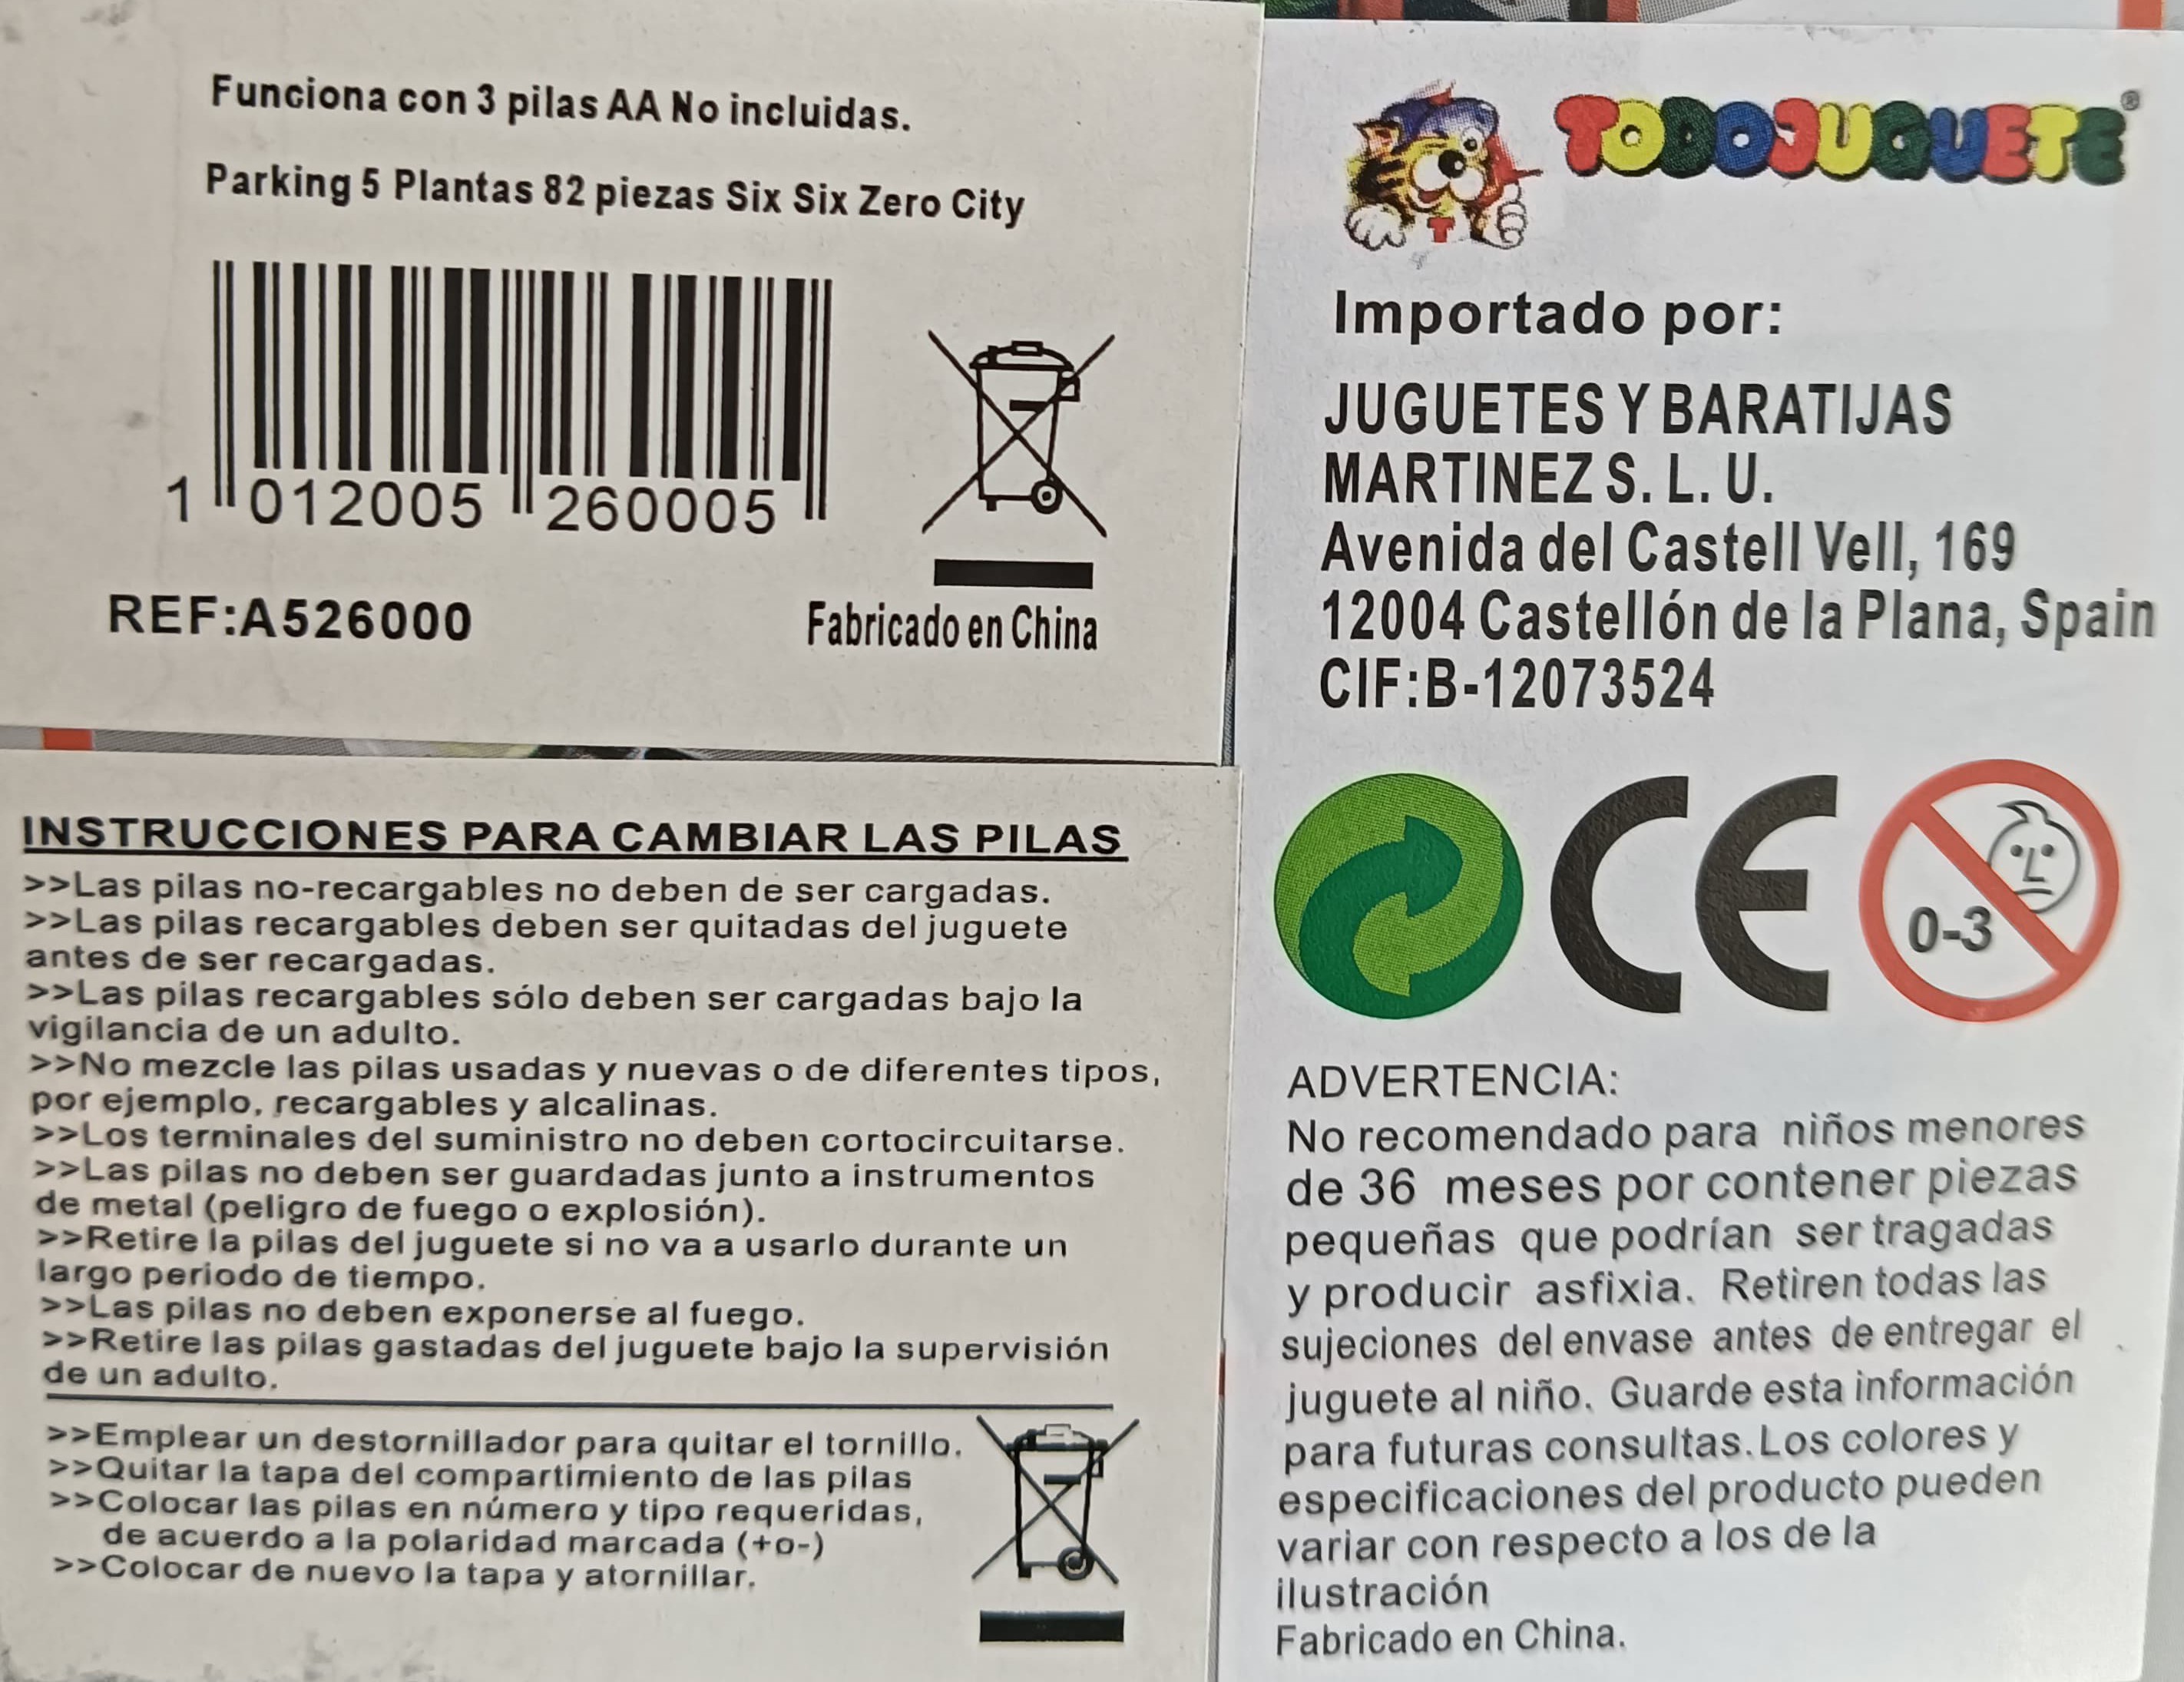 Funciona con 3 pilas AA No incluidas.
Parking 5 Plantas 82 piezas Six Six Zero City
1 012005 260005
REF:A526000
Fabricado en China
INSTRUCCIONES PARA CAMBIAR LAS PILAS
>>Las pilas no-recargables no deben de ser cargadas.
>>Las pilas recargables deben ser quitadas del juguete
antes de ser recargadas.
>>Las pilas recargables sólo deben ser cargadas bajo la
vigilancia de un adulto.
>>No mezcle las pilas usadas y nuevas o de diferentes tipos,
por ejemplo, recargables y alcalinas.
>>Los terminales del suministro no deben cortocircuitarse.
>>Las pilas no deben ser guardadas junto a instrumentos
de metal (peligro de fuego o explosión).
>>Retire la pilas del juguete si no va a usarlo durante un
largo periodo de tiempo.
>>Las pilas no deben exponerse al fuego.
>>Retire las pilas gastadas del juguete bajo la supervisión
de un adulto.
>>Emplear un destornillador para quitar el tornillo.
>>Quitar la tapa del compartimiento de las pilas
>>Colocar las pilas en número y tipo requeridas,
de acuerdo a la polaridad marcada (+o-)
>>Colocar de nuevo la tapa y atornillar.
T
TODOJUGUETE®
Importado por:
JUGUETES Y BARATIJAS
MARTINEZ S. L. U.
Avenida del Castell Vell, 169
12004 Castellón de la Plana, Spain
CIF:B-12073524
CE
0-3
ADVERTENCIA:
No recomendado para niños menores
de 36 meses por contener piezas
pequeñas que podrían ser tragadas
y producir asfixia. Retiren todas las
sujeciones del envase antes de entregar el
juguete al niño. Guarde esta información
para futuras consultas.Los colores y
especificaciones del producto pueden
variar con respecto a los de la
ilustración
Fabricado en China.